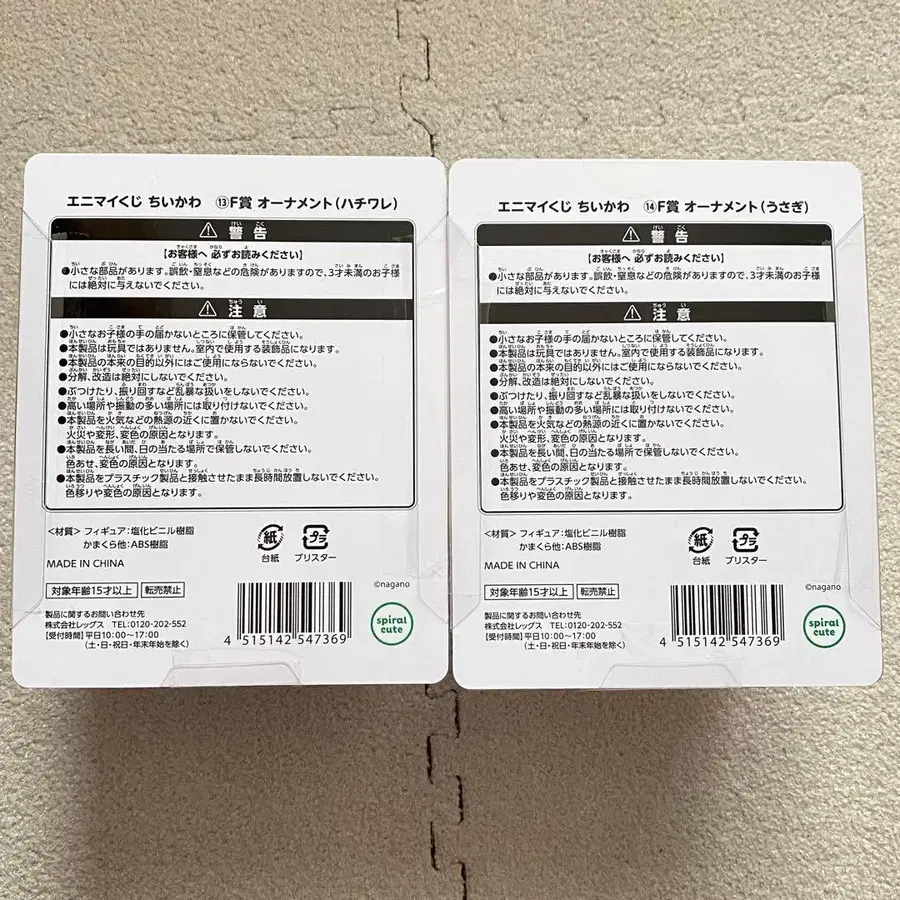 エニマイくじ ちいかわ ⑬F賞 オーナメント(ハチワレ)
⚠ 警告
【お客様へ 必ずお読みください】
●小さな部品があります。誤飲・窒息などの危険がありますので、3才未満のお子様
には絶対に与えないでください。
⚠ 注意
●小さなお子様の手の届かないところに保管してください。
●本製品は玩具ではありません。室内で使用する装飾品になります。
●本製品の本来の目的以外にはご使用にならないでください。
●分解、改造は絶対にしないでください。
●ぶつけたり、振り回すなど乱暴な扱いをしないでください。
●高い場所や振動の多い場所には取り付けないでください。
●本製品を火気などの熱源の近くに置かないでください。
火災や変形、変色の原因となります。
●本製品を長い間、日の当たる場所で保管しないでください。
色あせ、変色の原因となります。
●本製品をプラスチック製品と接触させたまま長時間放置しないでください。
色移りや変色の原因となります。
<材質> フィギュア:塩化ビニル樹脂
かまくら他:ABS樹脂
MADE IN CHINA
紙
台紙
プラ
ブリスター
対象年齢15才以上 転売禁止
製品に関するお問い合わせ先
株式会社レッグス TEL:0120-202-552
【受付時間】平日10:00~17:00
(土・日・祝日・年末年始を除く)
4 515142 547369
©nagano
spiral
cute
エニマイくじ ちいかわ ⑭F賞 オーナメント(うさぎ)
⚠ 警告
【お客様へ 必ずお読みください】
●小さな部品があります。誤飲・窒息などの危険がありますので、3才未満のお子様
には絶対に与えないでください。
⚠ 注意
●小さなお子様の手の届かないところに保管してください。
●本製品は玩具ではありません。室内で使用する装飾品になります。
●本製品の本来の目的以外にはご使用にならないでください。
●分解、改造は絶対にしないでください。
●ぶつけたり、振り回すなど乱暴な扱いをしないでください。
●高い場所や振動の多い場所には取り付けないでください。
●本製品を火気などの熱源の近くに置かないでください。
火災や変形、変色の原因となります。
●本製品を長い間、日の当たる場所で保管しないでください。
色あせ、変色の原因となります。
●本製品をプラスチック製品と接触させたまま長時間放置しないでください。
色移りや変色の原因となります。
<材質> フィギュア:塩化ビニル樹脂
かまくら他:ABS樹脂
MADE IN CHINA
紙
台紙
プラ
ブリスター
対象年齢15才以上 転売禁止
製品に関するお問い合わせ先
株式会社レッグス TEL:0120-202-552
【受付時間】平日10:00~17:00
(土・日・祝日・年末年始を除く)
4 515142 547369
©nagano
spiral
cute